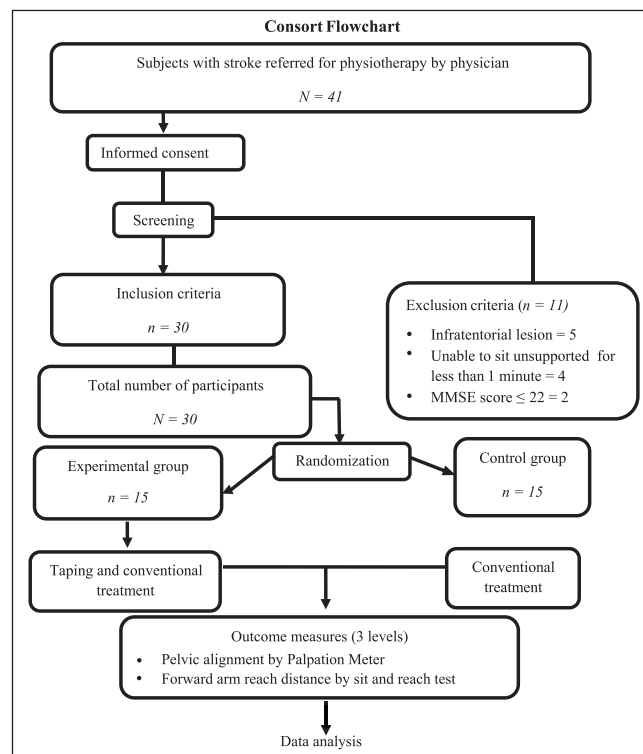 Consort Flowchart
Subjects with stroke referred for physiotherapy by physician
N = 41
Informed consent
Screening
Inclusion criteria
n = 30
Exclusion criteria (n = 11)
• Infratentorial lesion = 5
• Unable to sit unsupported for
less than 1 minute = 4
• MMSE score ≤ 22 = 2
Total number of participants
N = 30
Randomization
Experimental group
n = 15
Control group
n = 15
Taping and conventional
treatment
Conventional
treatment
Outcome measures (3 levels)
• Pelvic alignment by Palpation Meter
• Forward arm reach distance by sit and reach test
Data analysis